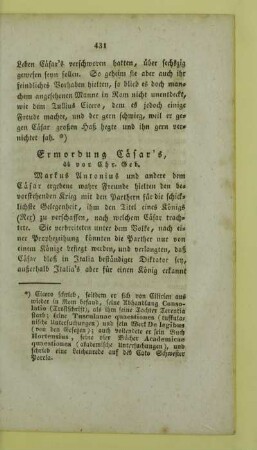 431
Leben Cäsar's verschworen hatten, über sechszig
gewesen seyn sollen. So geheim sie aber auch ihr
feindliches Vorhaben hielten, so blieb es doch man-
chem angesehenen Manne in Rom nicht unentdeckt,
wie dem Tullius Cicero, dem es jedoch einige
Freude machte, und der gern schwieg, weil er ge-
gen Cäsar großen Haß hegte und ihn gern ver-
nichtet sah. *)
Ermordung Cäsar's,
44 vor Chr. Geb.
Markus Antonius und andere dem
Cäsar ergebene wahre Freunde hielten den be-
vorstehenden Krieg mit den Parthern für die schick-
lichste Gelegenheit, ihm den Titel eines Königs
(Rex) zu verschaffen, nach welchem Cäsar trach-
tete. Sie verbreiteten unter dem Volke, nach ei-
ner Prophezeihung könnten die Parther nur von
einem Könige besiegt werden, und verlangten, daß
Cäsar bloß in Italia beständiger Diktator sey,
außerhalb Italia's aber für einen König erkannt
*) Cicero schrieb, seitdem er sich von Cilicien aus
wieder in Rom befand, seine Abhandlung Conso-
latio (Trostschrift), als ihm seine Tochter Terentia
starb; seine Tusculanae quaestiones (tuskula-
nische Untersuchungen) und sein Werk De legibus
(von den Gesetzen); auch vollendete er sein Buch
Hortensius, seine vier Bücher Academicae
quaestiones (akademische Untersuchungen), und
schrieb eine Leichenrede auf des Cato Schwester
Porcia.